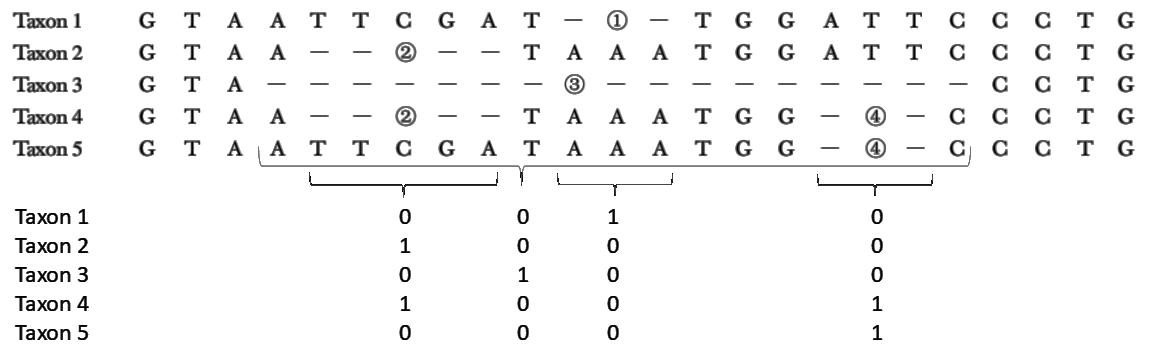 Taxon 1 G T A A T T C G A T — ① — T G G A T T C C C T G
Taxon 2 G T A A — — ② — — T A A A T G G A T T C C C T G
Taxon 3 G T A — — — — — — — ③ — — — — — — — — — C C T G
Taxon 4 G T A A — — ② — — T A A A T G G — ④ — C C C T G
Taxon 5 G T A A T T C G A T A A A T G G — ④ — C C C T G
Taxon 1 0 0 1 0
Taxon 2 1 0 0 0
Taxon 3 0 1 0 0
Taxon 4 1 0 0 1
Taxon 5 0 0 0 1